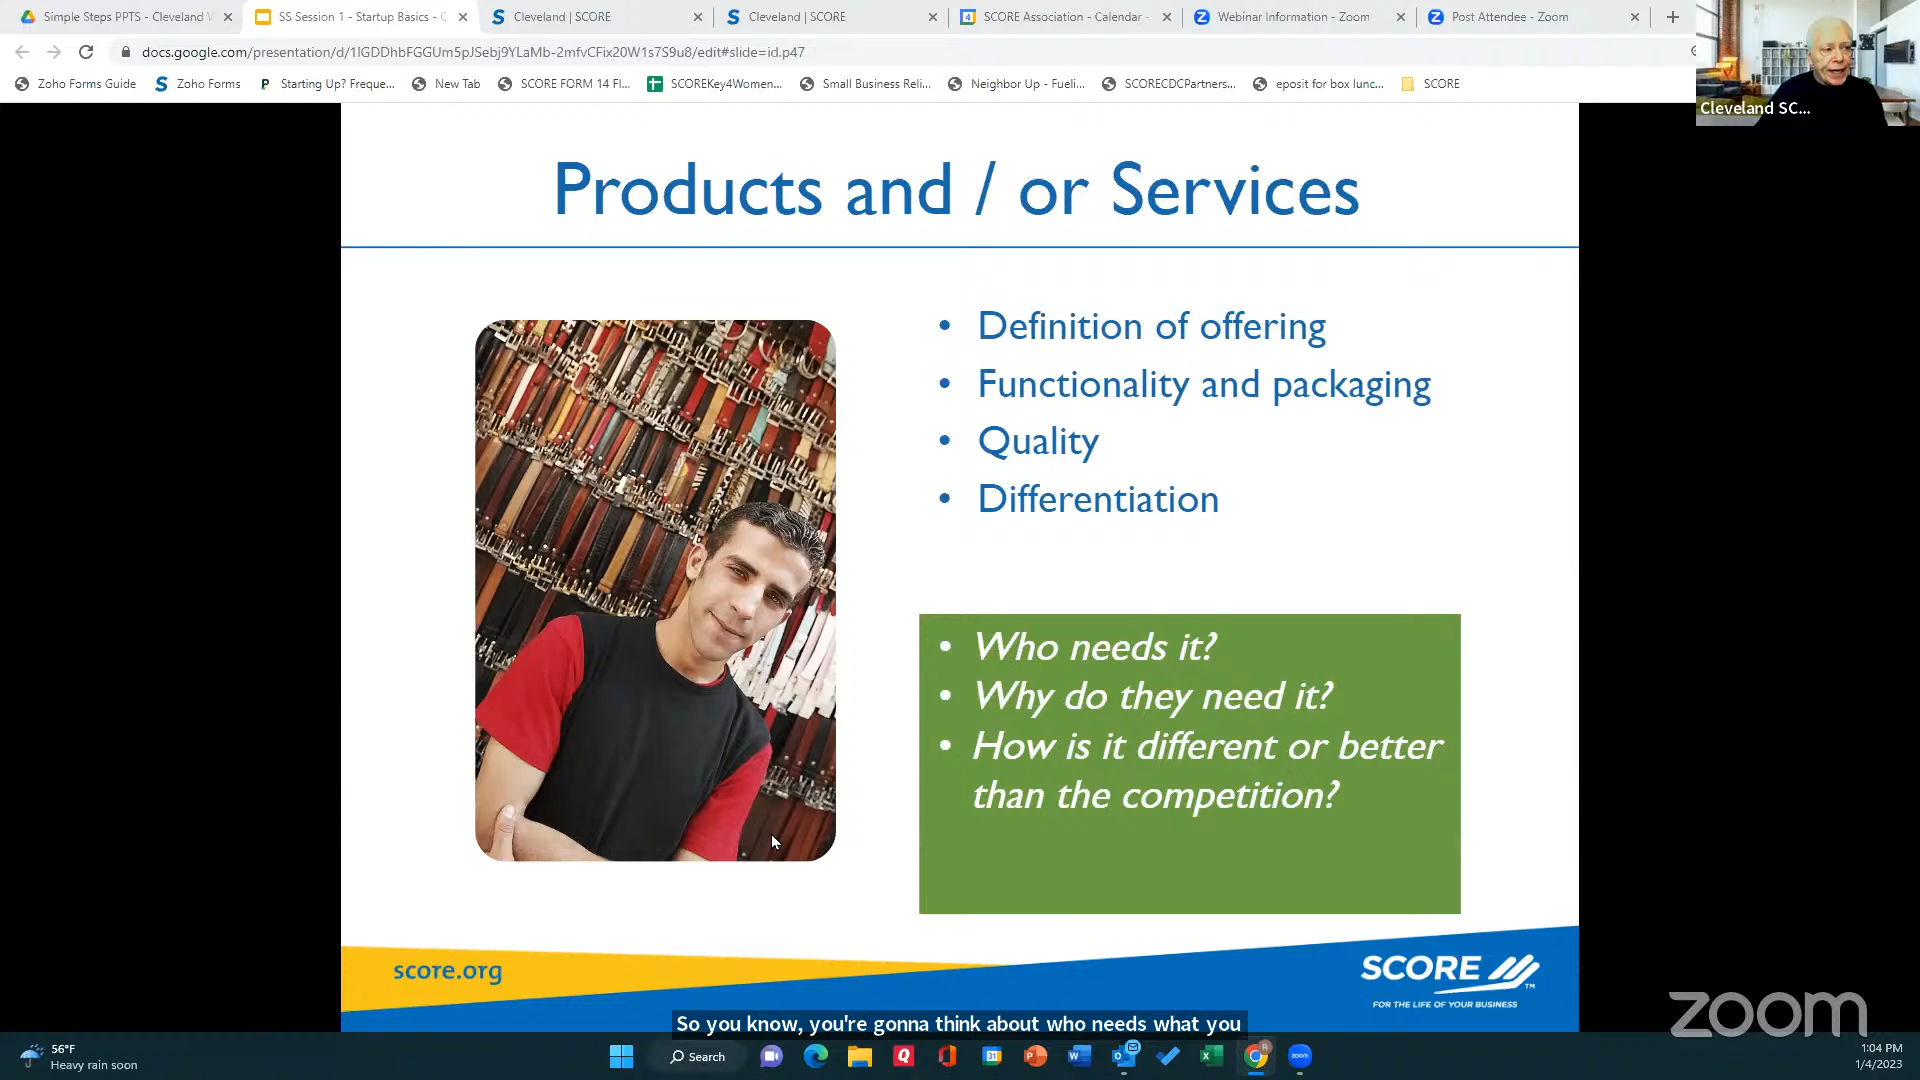 Simple Steps PPTS - Cleveland V
SS Session 1 - Startup Basics - C
Cleveland | SCORE
Cleveland | SCORE
SCORE Association - Calendar -
Webinar Information - Zoom
Post Attendee - Zoom
docs.google.com/presentation/d/1lGDDhbFGGUm5pJSebj9YLaMb-2mfvCFix20W1s7S9u8/edit#slide=id.p47
Zoho Forms Guide
Zoho Forms
Starting Up? Freque...
New Tab
SCORE FORM 14 Fl...
SCOREKey4Women...
Small Business Reli...
Neighbor Up - Fueli...
SCORECDCPartners...
eposit for box lunc...
SCORE
Cleveland SC...
Products and / or Services
• Definition of offering
• Functionality and packaging
• Quality
• Differentiation
• Who needs it?
• Why do they need it?
• How is it different or better
than the competition?
score.org
SCORE
TM
FOR THE LIFE OF YOUR BUSINESS
zoom
So you know, you're gonna think about who needs what you
56°F
Heavy rain soon
Search
zoom
1:04 PM
1/4/2023